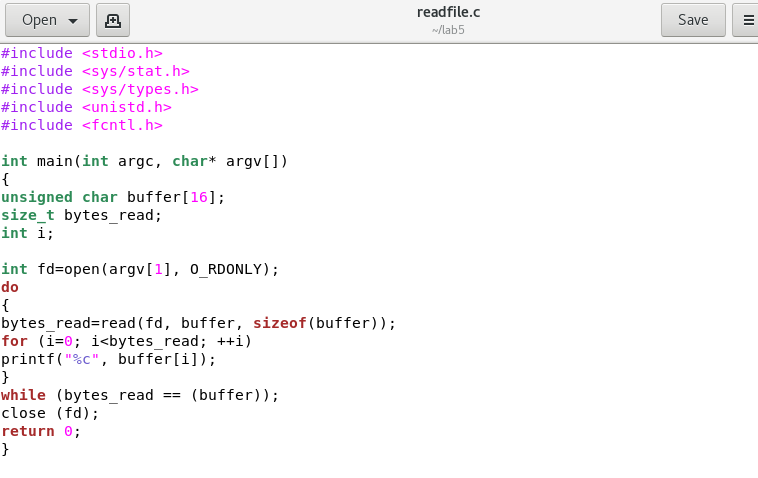 Open
readfile.c
~/lab5
Save
#include <stdio.h>
#include <sys/stat.h>
#include <sys/types.h>
#include <unistd.h>
#include <fcntl.h>
int main(int argc, char* argv[])
{
unsigned char buffer[16];
size_t bytes_read;
int i;
int fd=open(argv[1], O_RDONLY);
do
{
bytes_read=read(fd, buffer, sizeof(buffer));
for (i=0; i<bytes_read; ++i)
printf("%c", buffer[i]);
}
while (bytes_read == (buffer));
close (fd);
return 0;
}